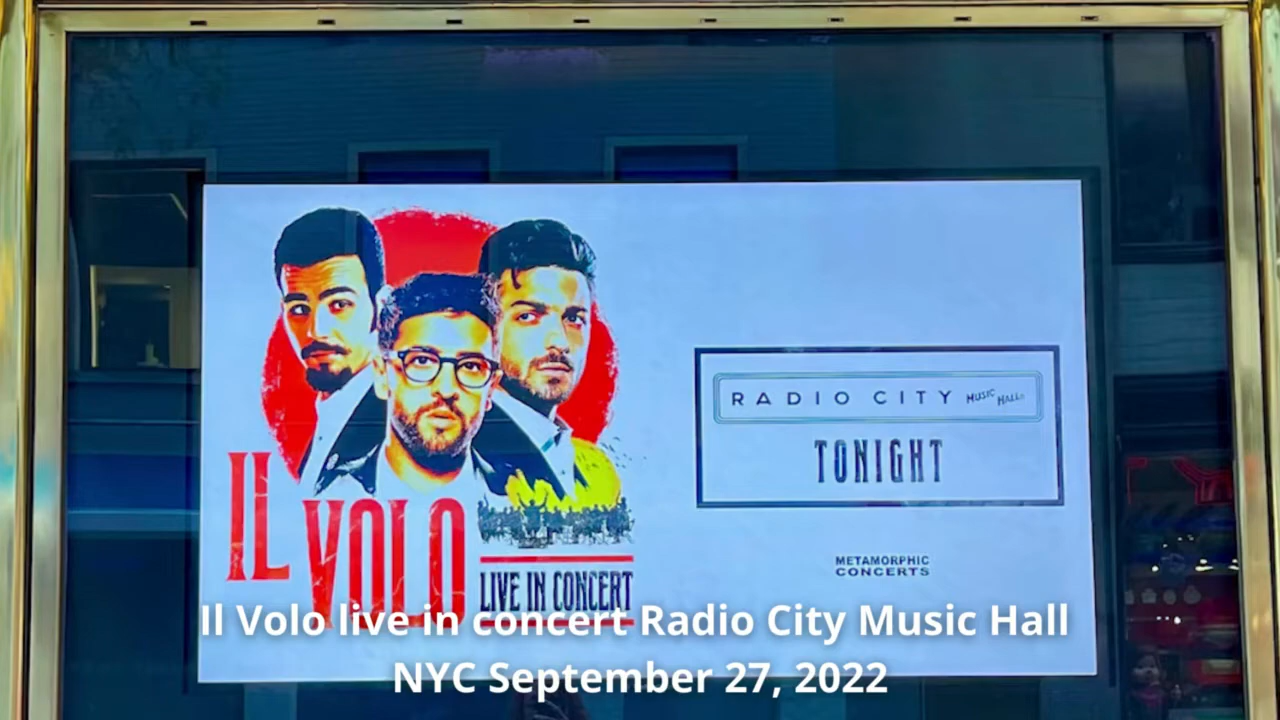 IL
VOLO
LIVE IN CONCERT
RADIO CITY MUSIC HALL
TONIGHT
METAMORPHIC
CONCERTS
Il Volo live in concert Radio City Music Hall
NYC September 27, 2022